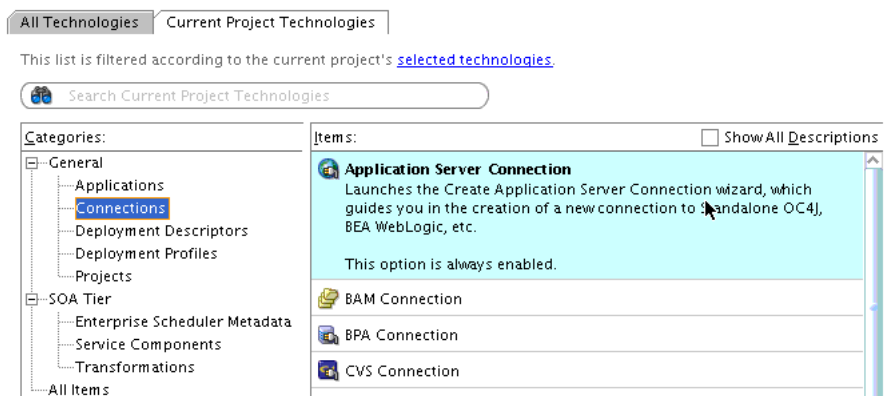 All Technologies
Current Project Technologies
This list is filtered according to the current project's selected technologies.
Search Current Project Technologies
Categories:
General
Applications
Connections
Deployment Descriptors
Deployment Profiles
Projects
SOA Tier
Enterprise Scheduler Metadata
Service Components
Transformations
All Items
Items:
Show All Descriptions
Application Server Connection
Launches the Create Application Server Connection wizard, which
guides you in the creation of a new connection to Standalone OC4J,
BEA WebLogic, etc.
This option is always enabled.
BAM Connection
BPA Connection
CVS Connection